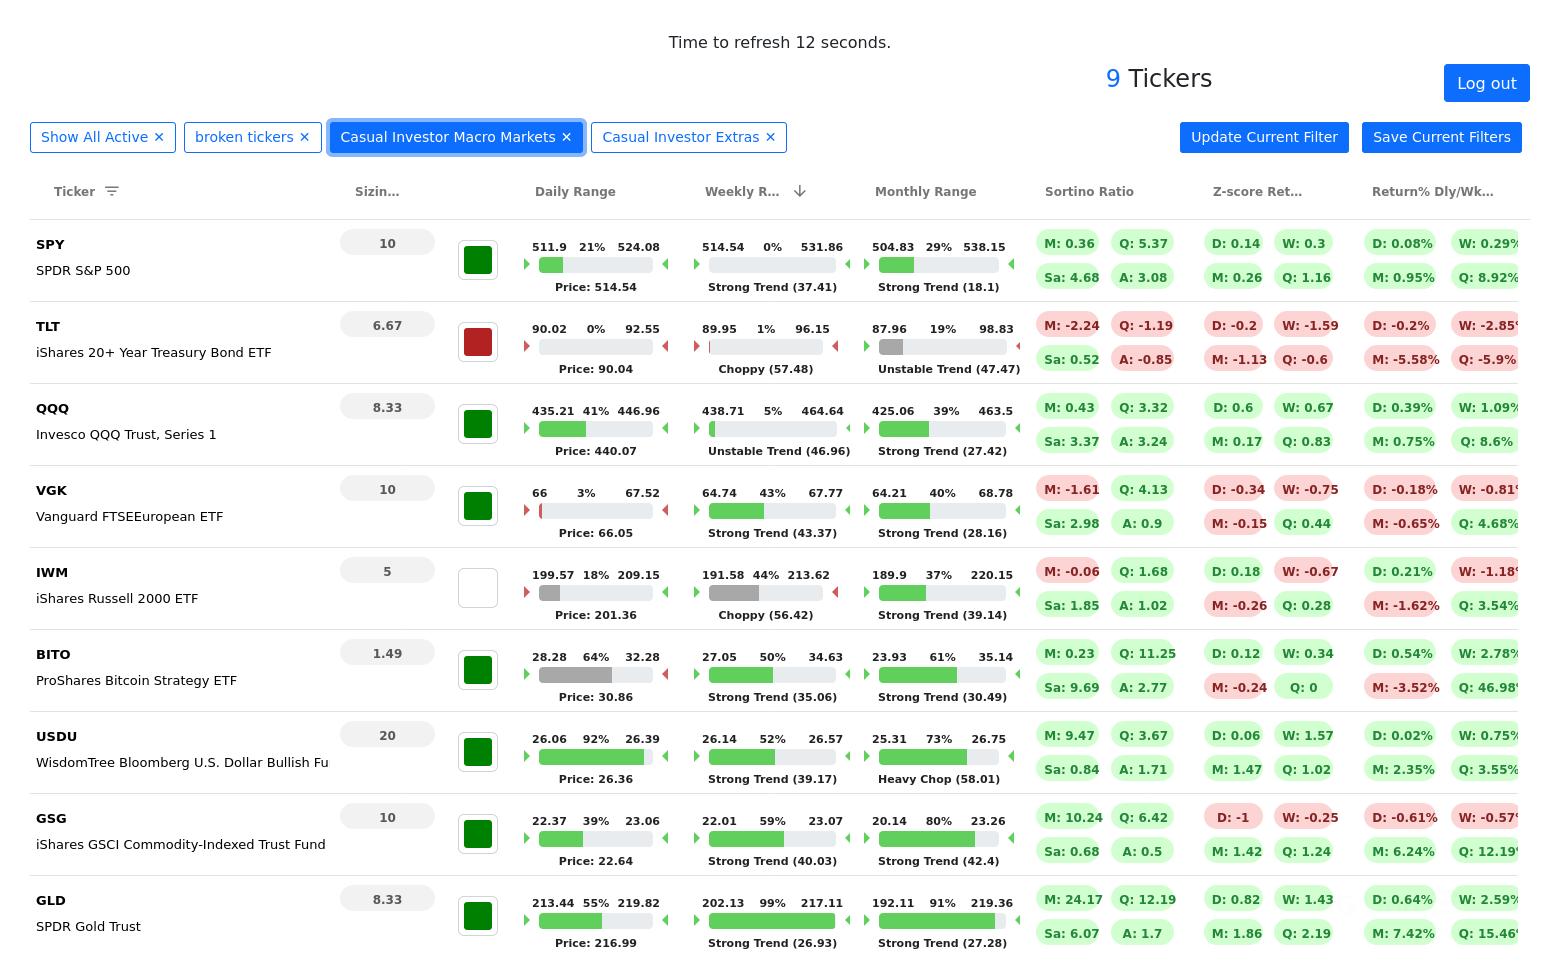 Time to refresh 12 seconds.
9 Tickers
Log out
Show All Active ✕ broken tickers ✕ Casual Investor Macro Markets ✕ Casual Investor Extras ✕ Update Current Filter Save Current Filters
Ticker Sizin... Daily Range Weekly R... Monthly Range Sortino Ratio Z-score Ret... Return% Dly/Wk...
SPY 10 511.9 21% 524.08 514.54 0% 531.86 504.83 29% 538.15 M: 0.36 Q: 5.37 D: 0.14 W: 0.3 D: 0.08% W: 0.29%
SPDR S&P 500 Price: 514.54 Strong Trend (37.41) Strong Trend (18.1) Sa: 4.68 A: 3.08 M: 0.26 Q: 1.16 M: 0.95% Q: 8.92%
TLT 6.67 90.02 0% 92.55 89.95 1% 96.15 87.96 19% 98.83 M: -2.24 Q: -1.19 D: -0.2 W: -1.59 D: -0.2% W: -2.85%
iShares 20+ Year Treasury Bond ETF Price: 90.04 Choppy (57.48) Unstable Trend (47.47) Sa: 0.52 A: -0.85 M: -1.13 Q: -0.6 M: -5.58% Q: -5.9%
QQQ 8.33 435.21 41% 446.96 438.71 5% 464.64 425.06 39% 463.5 M: 0.43 Q: 3.32 D: 0.6 W: 0.67 D: 0.39% W: 1.09%
Invesco QQQ Trust, Series 1 Price: 440.07 Unstable Trend (46.96) Strong Trend (27.42) Sa: 3.37 A: 3.24 M: 0.17 Q: 0.83 M: 0.75% Q: 8.6%
VGK 10 66 3% 67.52 64.74 43% 67.77 64.21 40% 68.78 M: -1.61 Q: 4.13 D: -0.34 W: -0.75 D: -0.18% W: -0.81%
Vanguard FTSEEuropean ETF Price: 66.05 Strong Trend (43.37) Strong Trend (28.16) Sa: 2.98 A: 0.9 M: -0.15 Q: 0.44 M: -0.65% Q: 4.68%
IWM 5 199.57 18% 209.15 191.58 44% 213.62 189.9 37% 220.15 M: -0.06 Q: 1.68 D: 0.18 W: -0.67 D: 0.21% W: -1.18%
iShares Russell 2000 ETF Price: 201.36 Choppy (56.42) Strong Trend (39.14) Sa: 1.85 A: 1.02 M: -0.26 Q: 0.28 M: -1.62% Q: 3.54%
BITO 1.49 28.28 64% 32.28 27.05 50% 34.63 23.93 61% 35.14 M: 0.23 Q: 11.25 D: 0.12 W: 0.34 D: 0.54% W: 2.78%
ProShares Bitcoin Strategy ETF Price: 30.86 Strong Trend (35.06) Strong Trend (30.49) Sa: 9.69 A: 2.77 M: -0.24 Q: 0 M: -3.52% Q: 46.98%
USDU 20 26.06 92% 26.39 26.14 52% 26.57 25.31 73% 26.75 M: 9.47 Q: 3.67 D: 0.06 W: 1.57 D: 0.02% W: 0.75%
WisdomTree Bloomberg U.S. Dollar Bullish Fu Price: 26.36 Strong Trend (39.17) Heavy Chop (58.01) Sa: 0.84 A: 1.71 M: 1.47 Q: 1.02 M: 2.35% Q: 3.55%
GSG 10 22.37 39% 23.06 22.01 59% 23.07 20.14 80% 23.26 M: 10.24 Q: 6.42 D: -1 W: -0.25 D: -0.61% W: -0.57%
iShares GSCI Commodity-Indexed Trust Fund Price: 22.64 Strong Trend (40.03) Strong Trend (42.4) Sa: 0.68 A: 0.5 M: 1.42 Q: 1.24 M: 6.24% Q: 12.19%
GLD 8.33 213.44 55% 219.82 202.13 99% 217.11 192.11 91% 219.36 M: 24.17 Q: 12.19 D: 0.82 W: 1.43 D: 0.64% W: 2.59%
SPDR Gold Trust Price: 216.99 Strong Trend (26.93) Strong Trend (27.28) Sa: 6.07 A: 1.7 M: 1.86 Q: 2.19 M: 7.42% Q: 15.46%